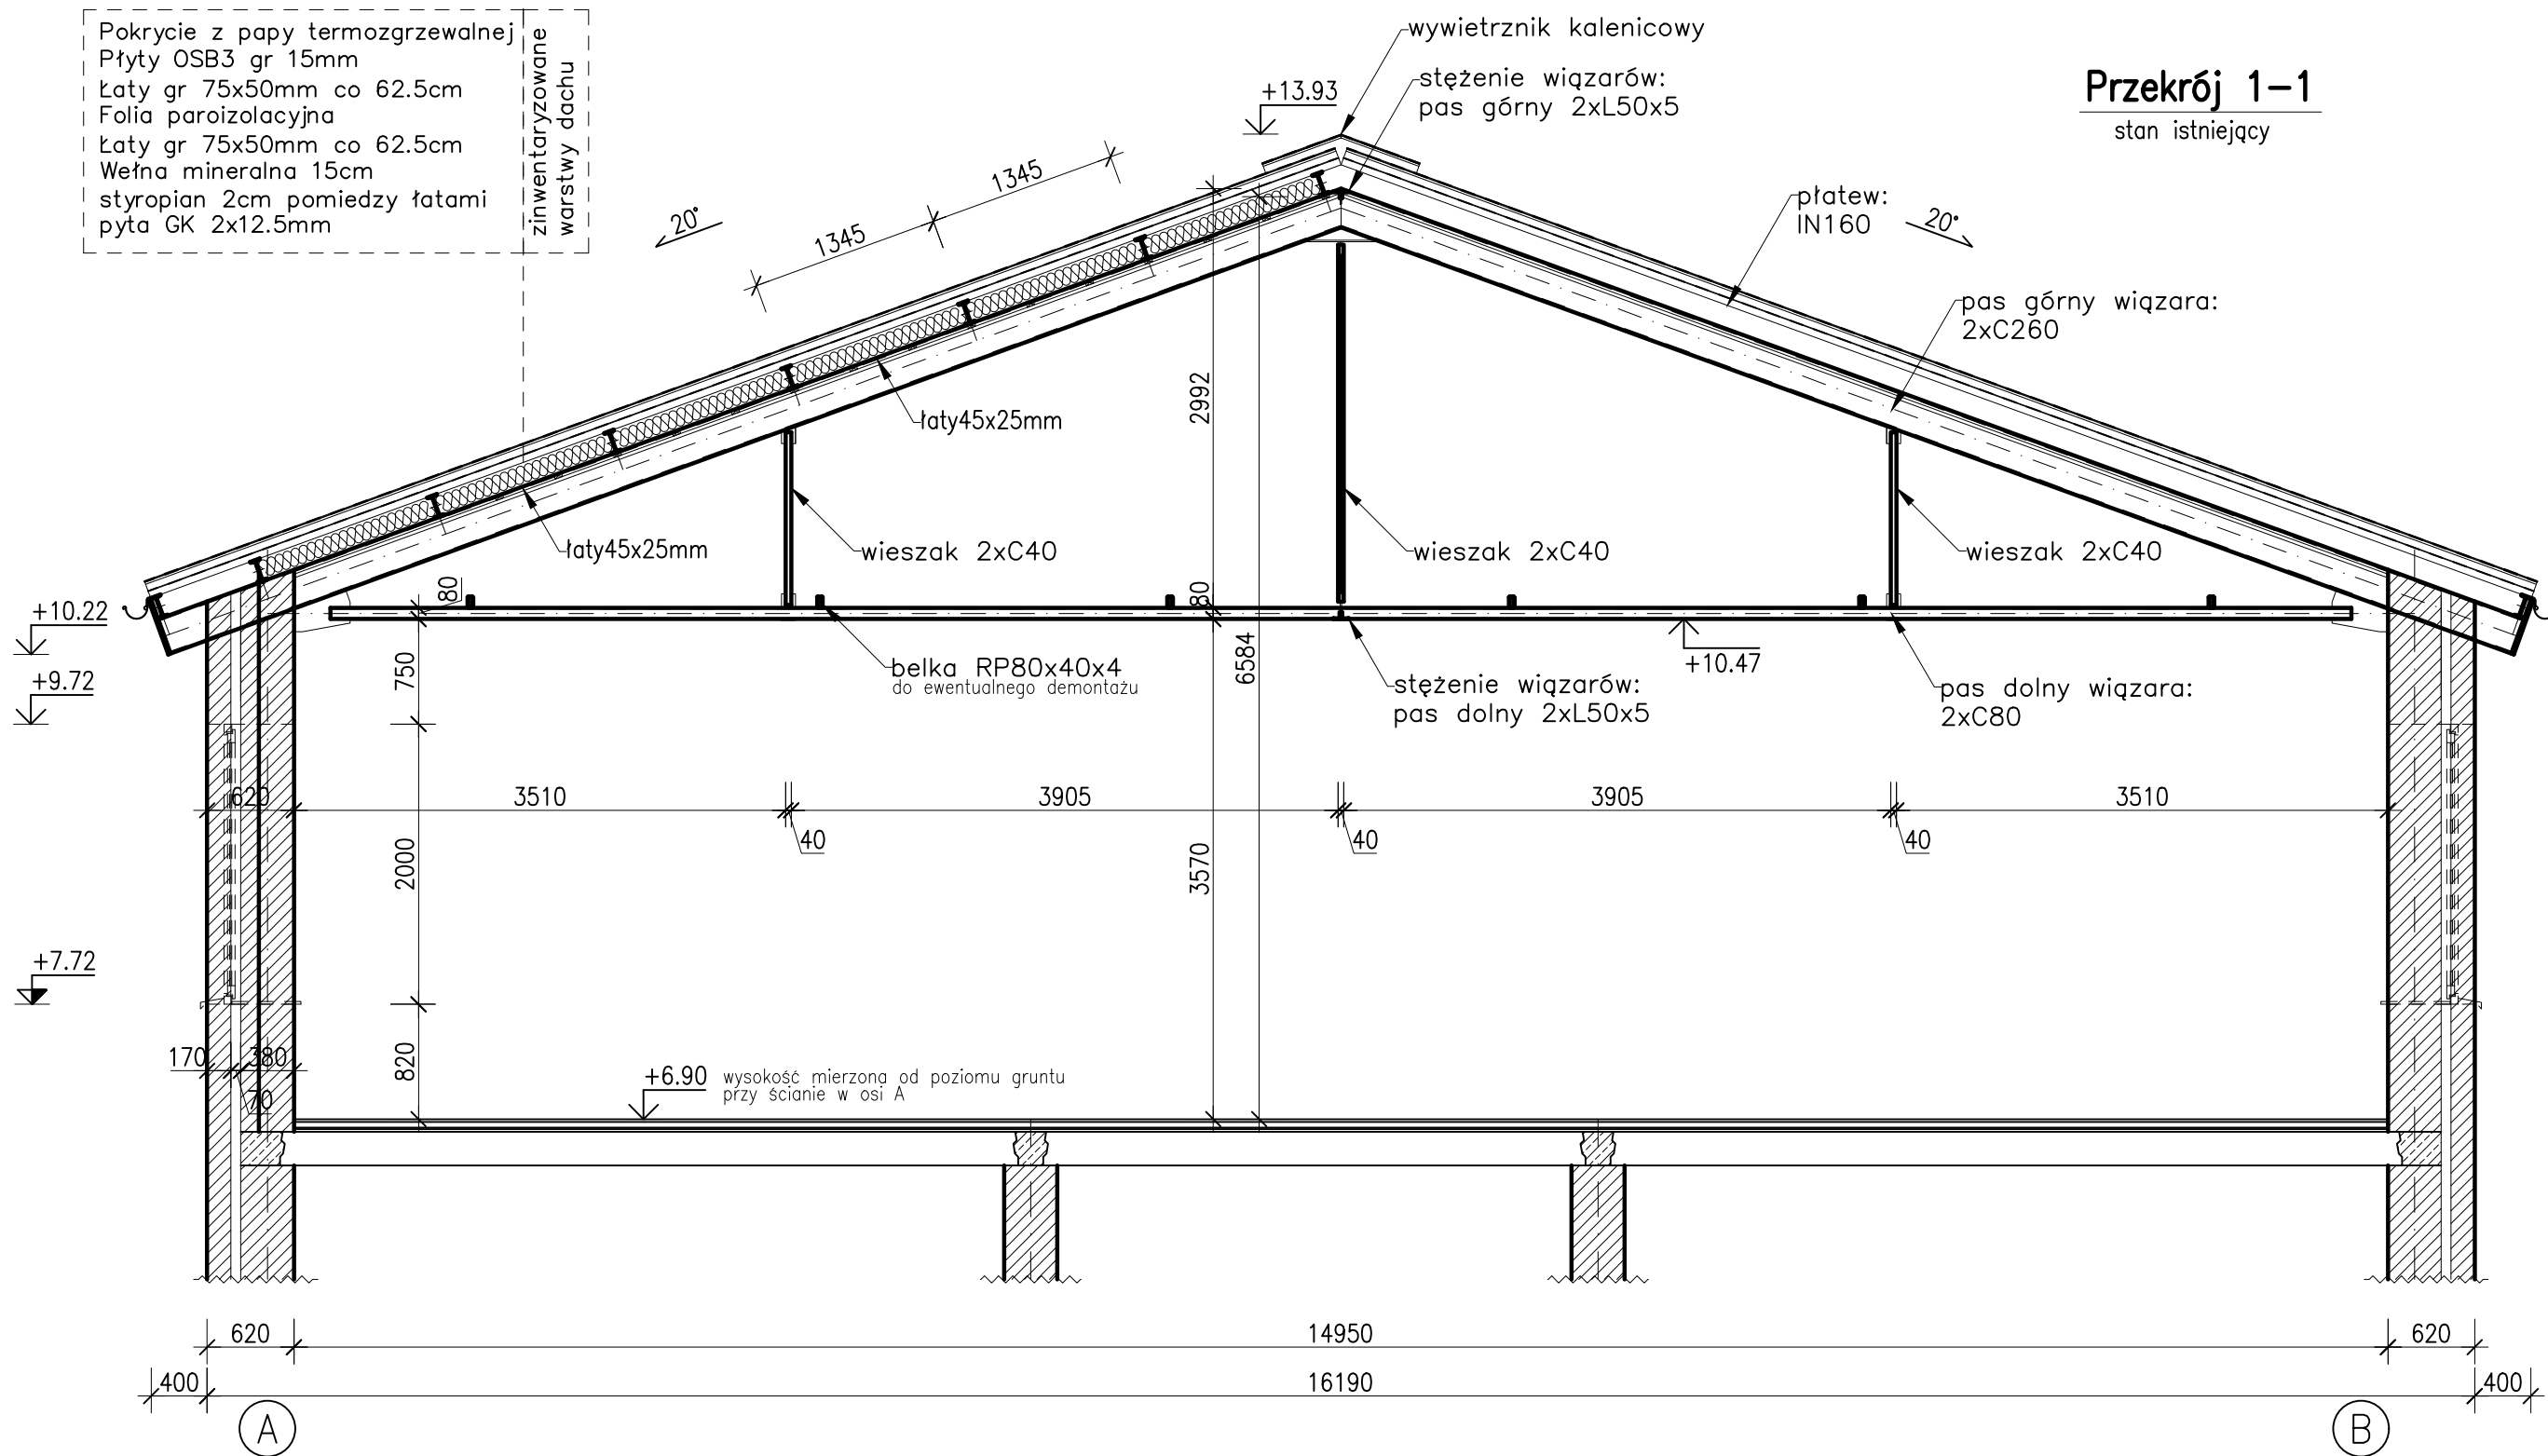 Pokrycie z papy termozgrzewalnej
Płyty OSB3 gr 15mm
Łaty gr 75x50mm co 62.5cm
Folia paroizolacyjna
Łaty gr 75x50mm co 62.5cm
Wełna mineralna 15cm
styropian 2cm pomiedzy łatami
pyta GK 2x12.5mm
zinwentaryzowane
warstwy dachu
wywietrznik kalenicowy
stężenie wiązarów:
pas górny 2xL50x5
+13.93
Przekrój 1-1
stan istniejący
1345
1345
20°
płatew:
IN160
20°
pas górny wiązara:
2xC260
2992
łaty45x25mm
łaty45x25mm
wieszak 2xC40
wieszak 2xC40
wieszak 2xC40
80
80
+10.22
+9.72
750
6584
belka RP80x40x4
do ewentualnego demontażu
stężenie wiązarów:
pas dolny 2xL50x5
+10.47
pas dolny wiązara:
2xC80
620
3510
3905
3905
3510
40
40
40
2000
3570
+7.72
170
380
70
820
+6.90
wysokość mierzona od poziomu gruntu
przy ścianie w osi A
620
14950
620
400
16190
400
A
B